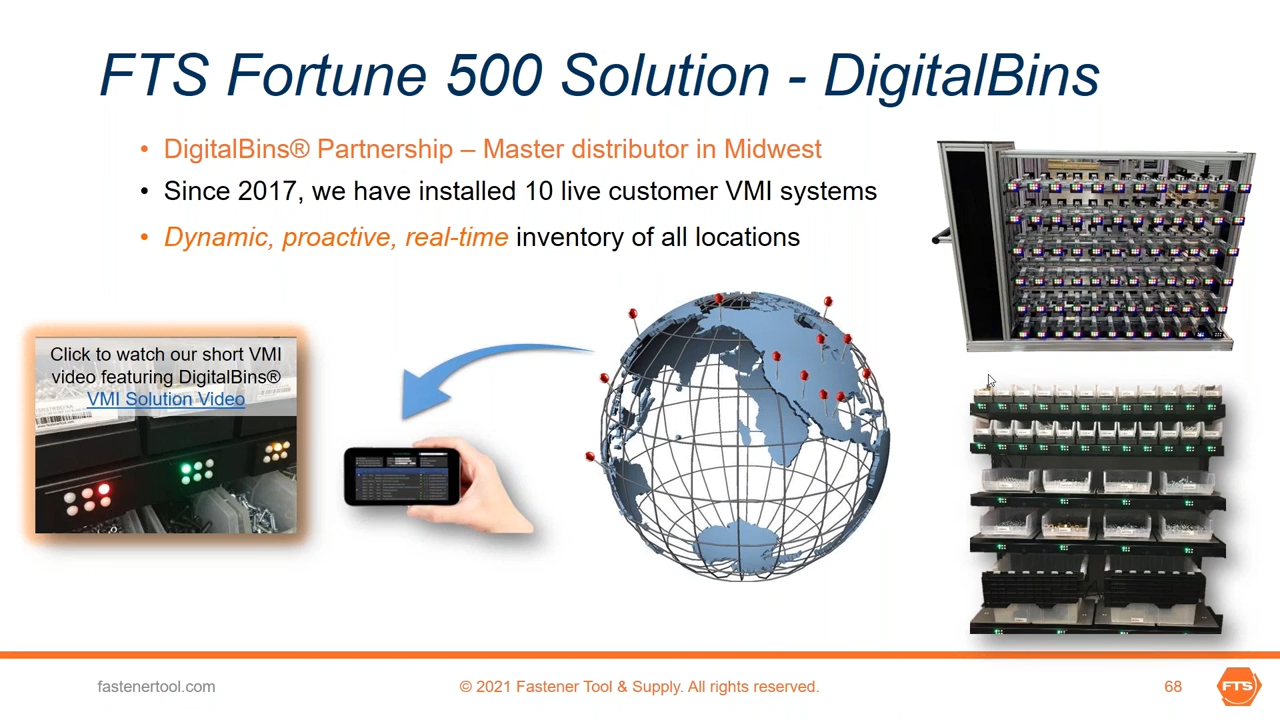 FTS Fortune 500 Solution - DigitalBins
• DigitalBins® Partnership – Master distributor in Midwest
• Since 2017, we have installed 10 live customer VMI systems
• Dynamic, proactive, real-time inventory of all locations
Click to watch our short VMI
video featuring DigitalBins®
VMI Solution Video
fastenertool.com
© 2021 Fastener Tool & Supply. All rights reserved.
68
FTS